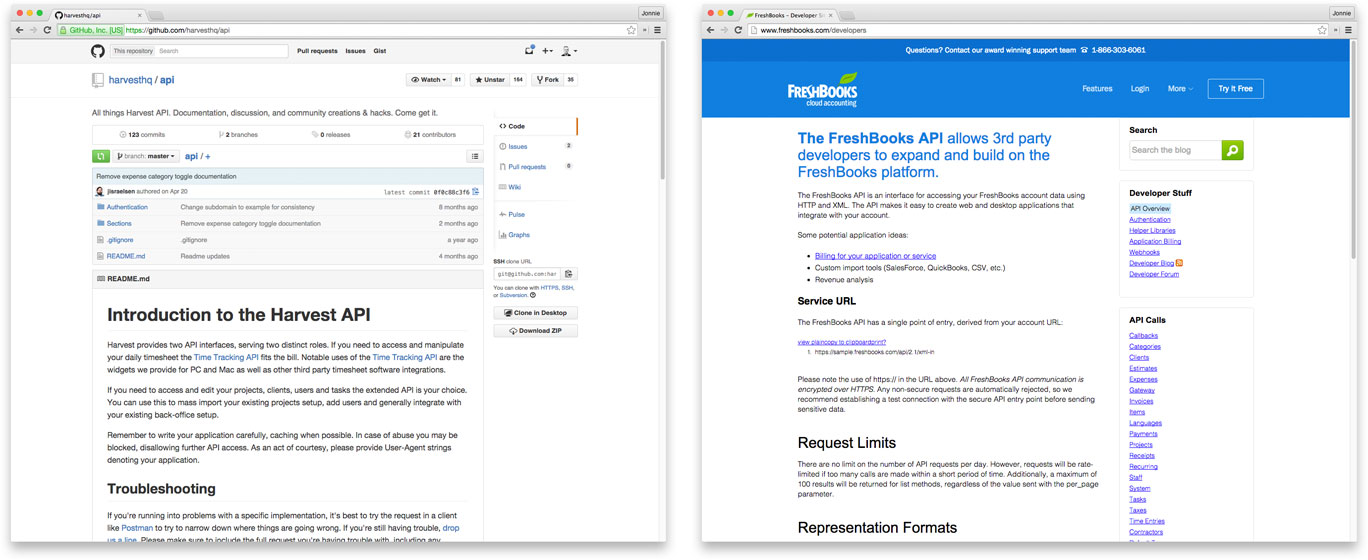 harvesthq/api
Jonnie
GitHub, Inc. [US] https://github.com/harvesthq/api
This repository Search
Pull requests Issues Gist
harvesthq / api
Watch 81
Unstar 164
Fork 36
All things Harvest API. Documentation, discussion, and community creations & hacks. Come get it.
123 commits
2 branches
0 releases
21 contributors
branch: master
api / +
Remove expense category toggle documentation
jisraelsen authored on Apr 20
latest commit 0f0c88c3f6
Authentication Change subdomain to example for consistency 8 months ago
Sections Remove expense category toggle documentation 2 months ago
.gitignore .gitignore a year ago
README.md Readme updates 4 months ago
README.md
Introduction to the Harvest API
Harvest provides two API interfaces, serving two distinct roles. If you need to access and manipulate
your daily timesheet the Time Tracking API fits the bill. Notable uses of the Time Tracking API are the
widgets we provide for PC and Mac as well as other third party timesheet software integrations.
If you need to access and edit your projects, clients, users and tasks the extended API is your choice.
You can use this to mass import your existing projects setup, add users and generally integrate with
your existing back-office setup.
Remember to write your application carefully, caching when possible. In case of abuse you may be
blocked, disallowing further API access. As an act of courtesy, please provide User-Agent strings
denoting your application.
Troubleshooting
If you're running into problems with a specific implementation, it's best to try the request in a client
like Postman to try to narrow down where things are going wrong. If you're still having trouble, drop
us a line. Please make sure to include the full request you're having trouble with, including any
Code
Issues 2
Pull requests 0
Wiki
Pulse
Graphs
SSH clone URL
git@github.com:har
You can clone with HTTPS, SSH,
or Subversion.
Clone in Desktop
Download ZIP
FreshBooks – Developer Si
Jonnie
www.freshbooks.com/developers
Questions? Contact our award winning support team 1-866-303-6061
FRESHBOOKS
cloud accounting
Features
Login
More
Try It Free
The FreshBooks API allows 3rd party
developers to expand and build on the
FreshBooks platform.
The FreshBooks API is an interface for accessing your FreshBooks account data using
HTTP and XML. The API makes it easy to create web and desktop applications that
integrate with your account.
Some potential application ideas:
• Billing for your application or service
• Custom import tools (SalesForce, QuickBooks, CSV, etc.)
• Revenue analysis
Service URL
The FreshBooks API has a single point of entry, derived from your account URL:
view plaincopy to clipboardprint?
1. https://sample.freshbooks.com/api/2.1/xml-in
Please note the use of https:// in the URL above. All FreshBooks API communication is
encrypted over HTTPS. Any non-secure requests are automatically rejected, so we
recommend establishing a test connection with the secure API entry point before sending
sensitive data.
Request Limits
There are no limit on the number of API requests per day. However, requests will be rate-
limited if too many calls are made within a short period of time. Additionally, a maximum of
100 results will be returned for list methods, regardless of the value sent with the per_page
parameter.
Representation Formats
Search
Search the blog
Developer Stuff
API Overview
Authentication
Helper Libraries
Application Billing
Webhooks
Developer Blog
Developer Forum
API Calls
Callbacks
Categories
Clients
Estimates
Expenses
Gateway
Invoices
Items
Languages
Payments
Projects
Receipts
Recurring
Staff
System
Tasks
Taxes
Time Entries
Contractors